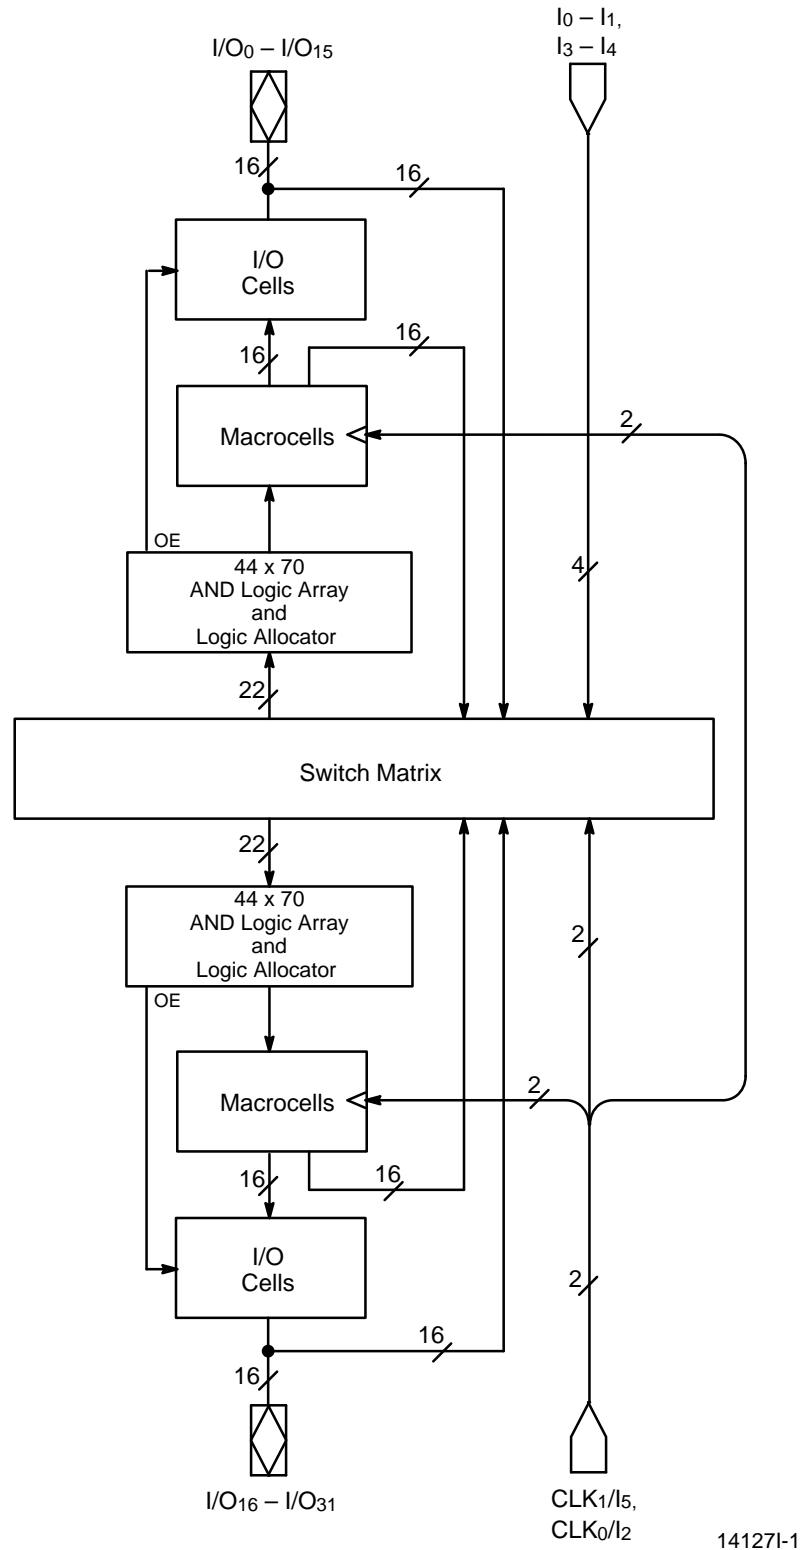 I/O0 – I/O15
I0 – I1,
I3 – I4
16
16
I/O
Cells
16
16
Macrocells
2
OE
44 x 70
AND Logic Array
and
Logic Allocator
4
22
Switch Matrix
22
44 x 70
AND Logic Array
and
Logic Allocator
2
OE
Macrocells
2
16
16
I/O
Cells
2
16
16
I/O16 – I/O31
CLK1/I5,
CLK0/I2
14127I-1